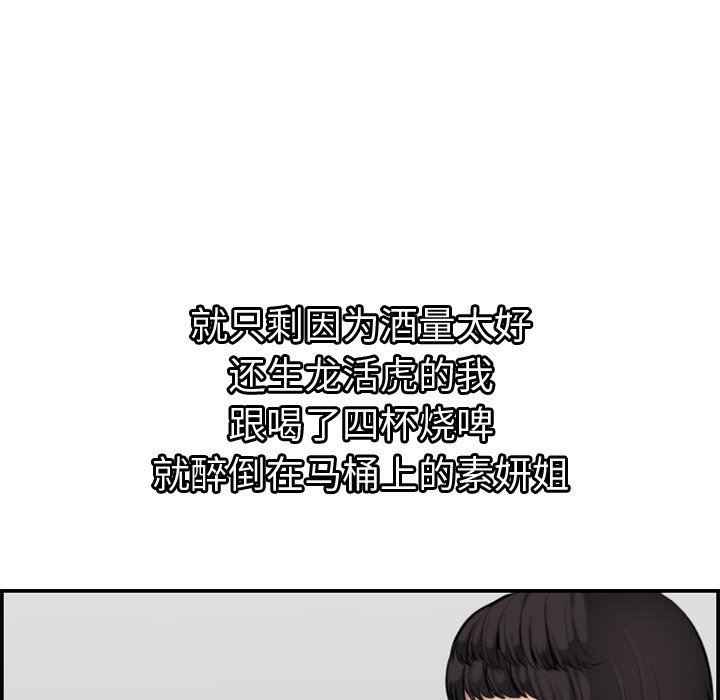 就只剩因为酒量太好
还生龙活虎的我
跟喝了四杯烧啤
就醉倒在马桶上的素妍姐